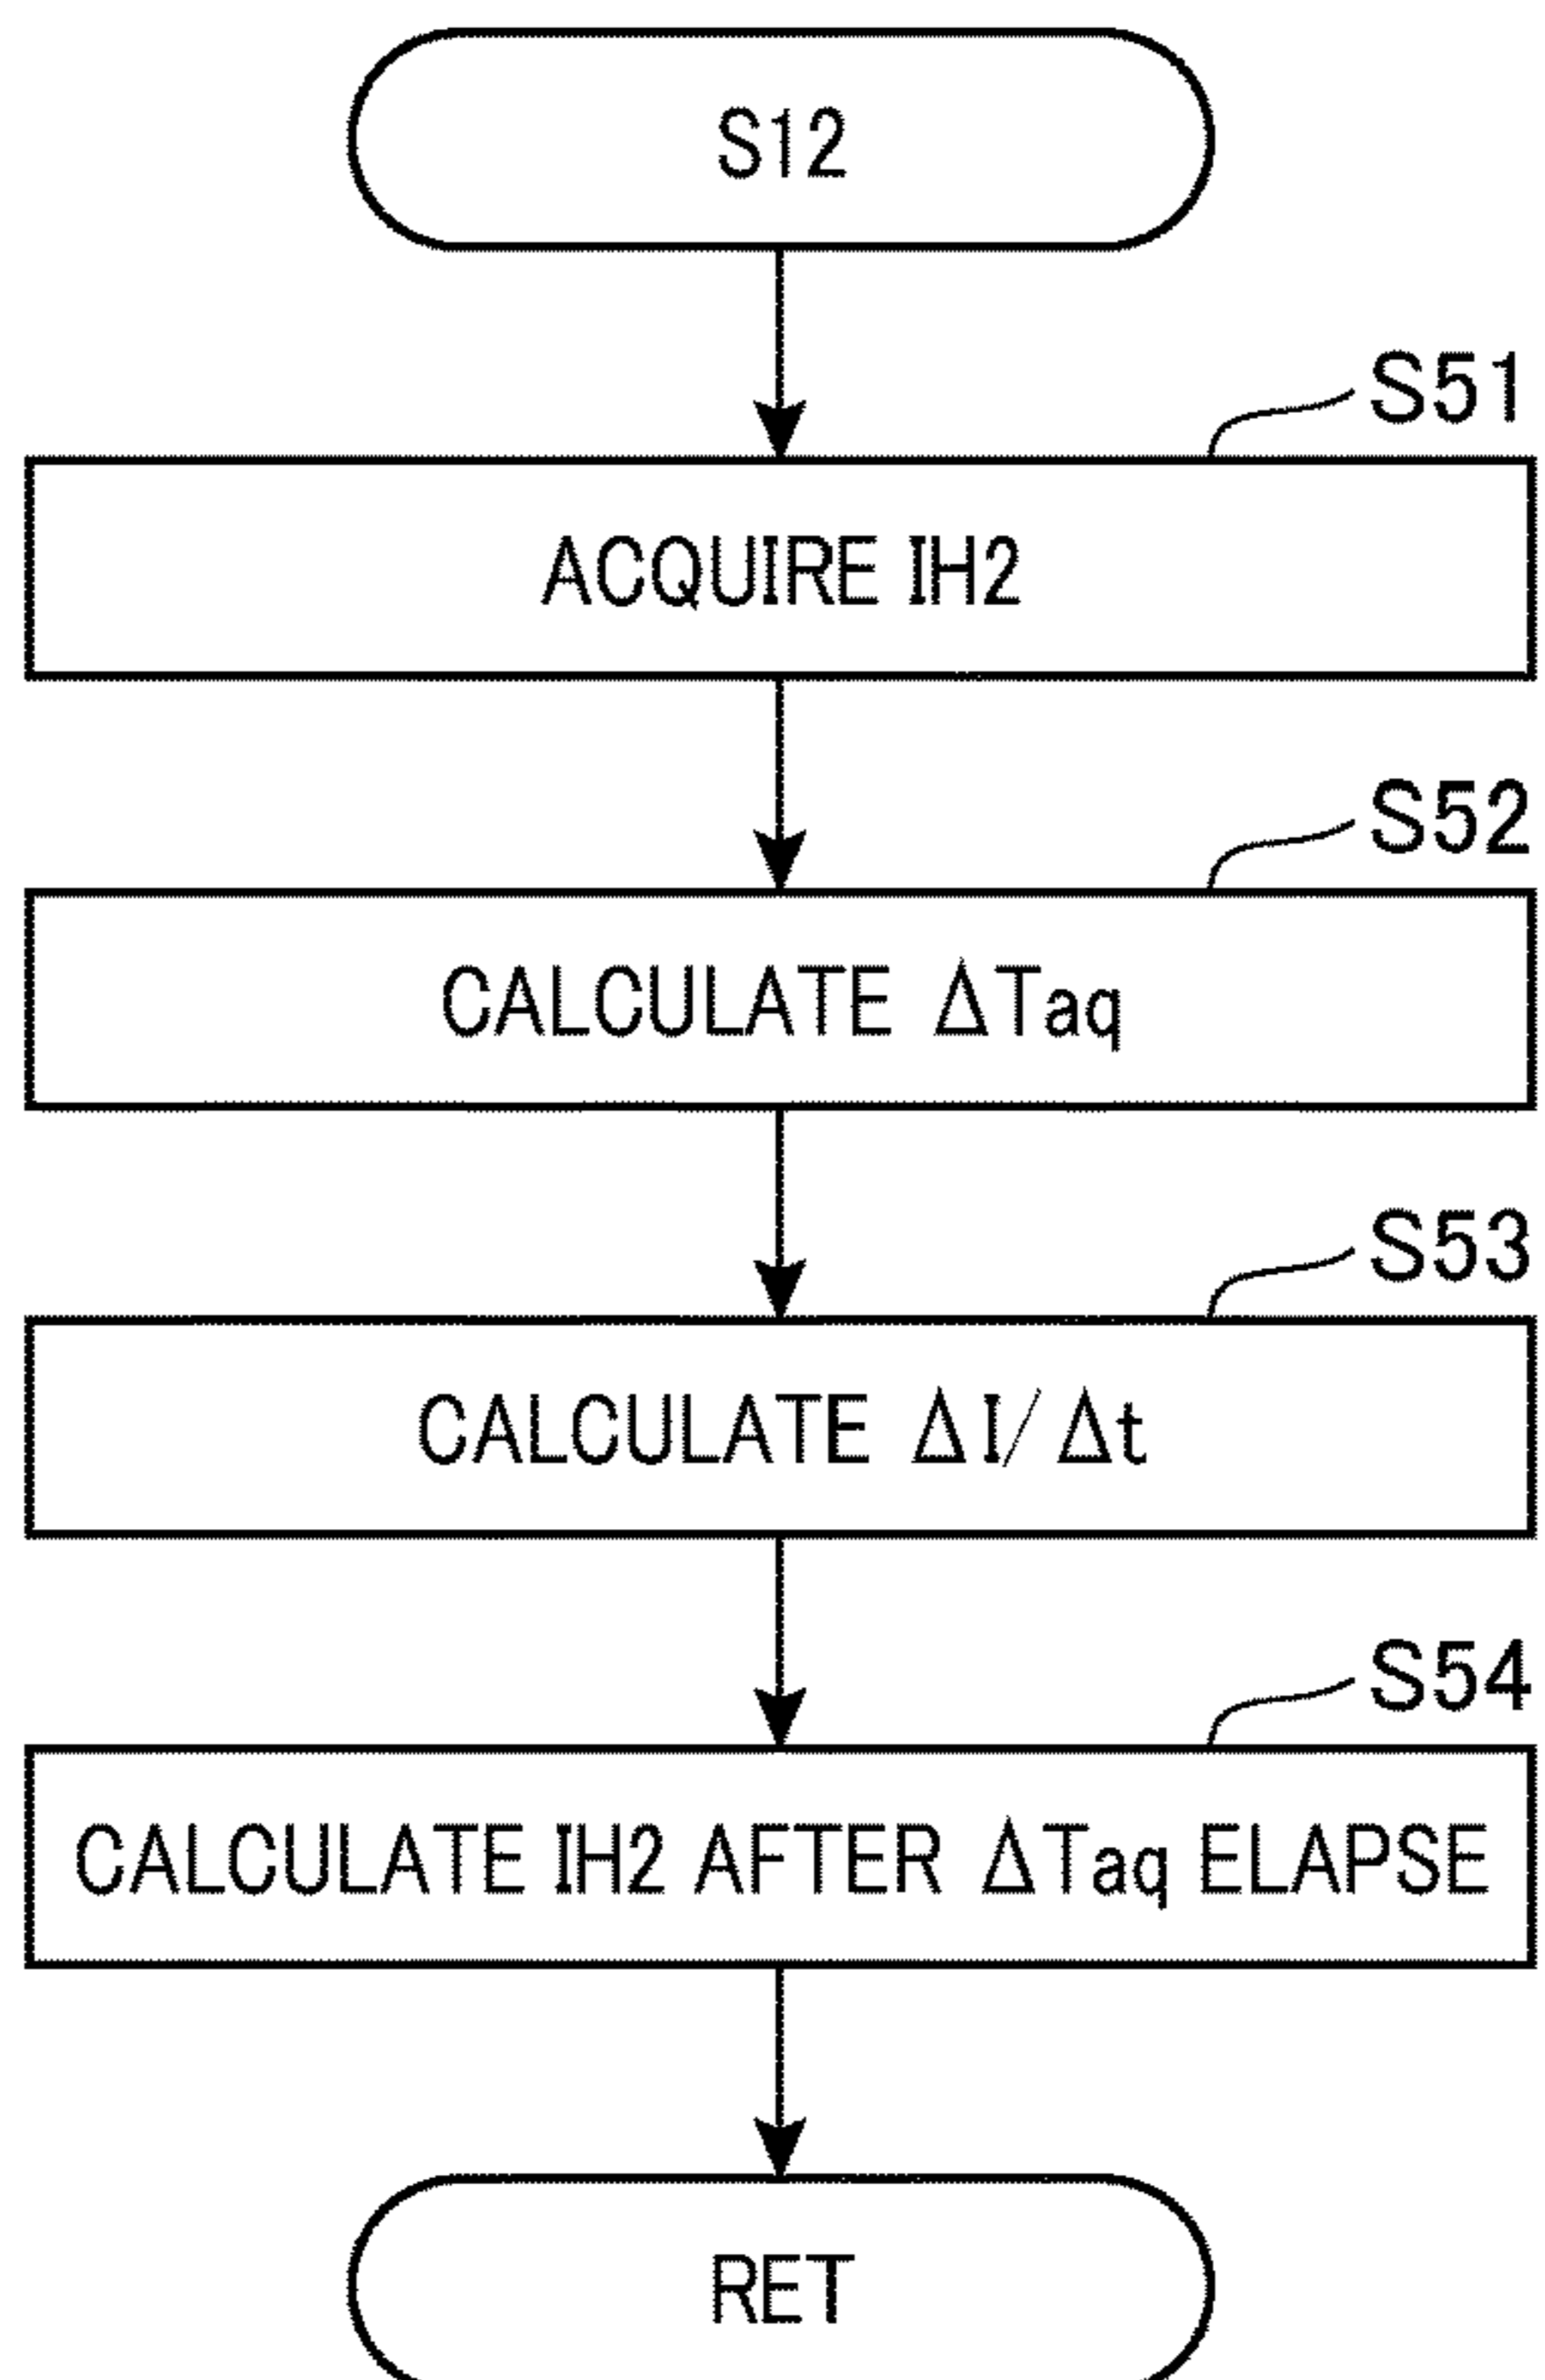 S12
S51
ACQUIRE IH2
S52
CALCULATE ΔTaq
S53
CALCULATE ΔI/Δt
S54
CALCULATE IH2 AFTER ΔTaq ELAPSE
RET